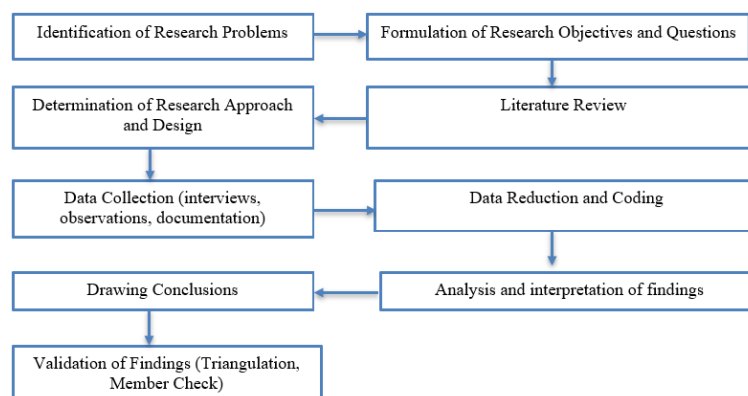 Identification of Research Problems
Formulation of Research Objectives and Questions
Literature Review
Determination of Research Approach
and Design
Data Collection (interviews,
observations, documentation)
Data Reduction and Coding
Analysis and interpretation of findings
Drawing Conclusions
Validation of Findings (Triangulation,
Member Check)